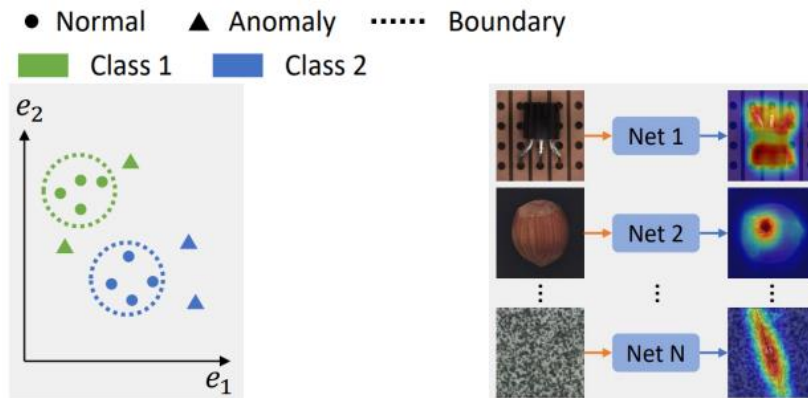 Normal Anomaly Boundary
Class 1 Class 2
e₂
e₁
Net 1
Net 2
Net N